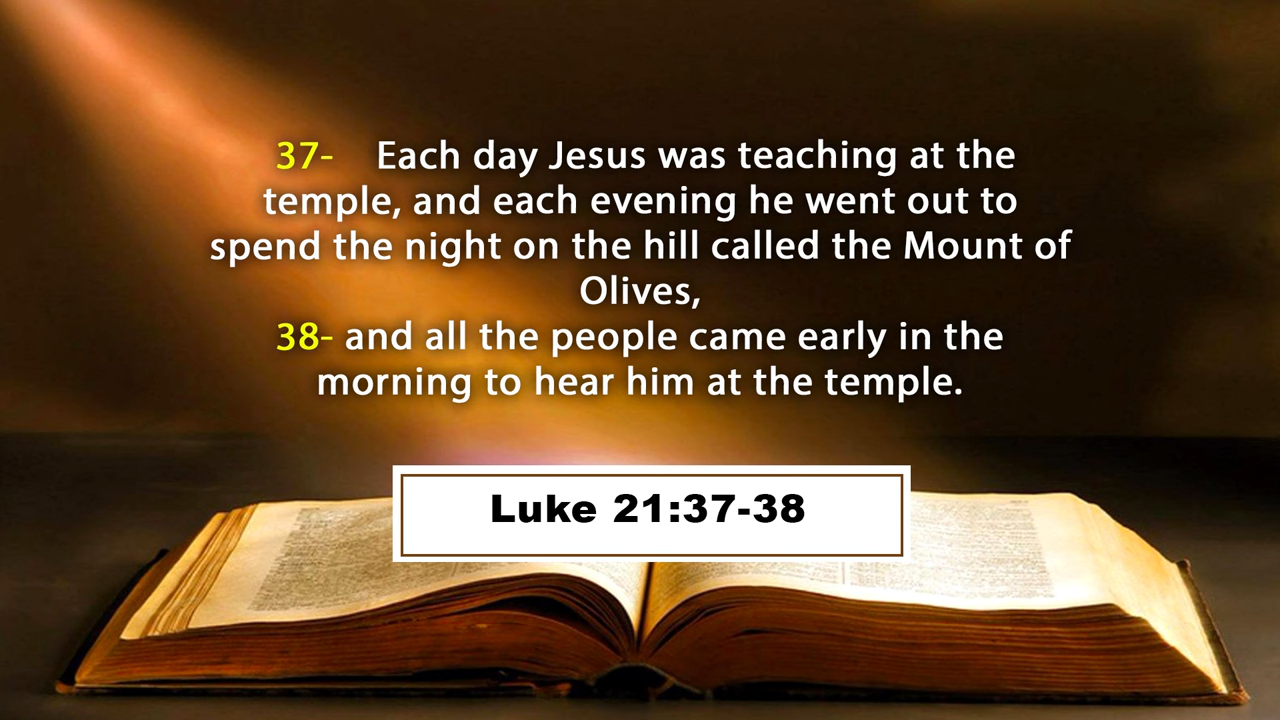 37- Each day Jesus was teaching at the
temple, and each evening he went out to
spend the night on the hill called the Mount of
Olives,
38- and all the people came early in the
morning to hear him at the temple.
Luke 21:37-38